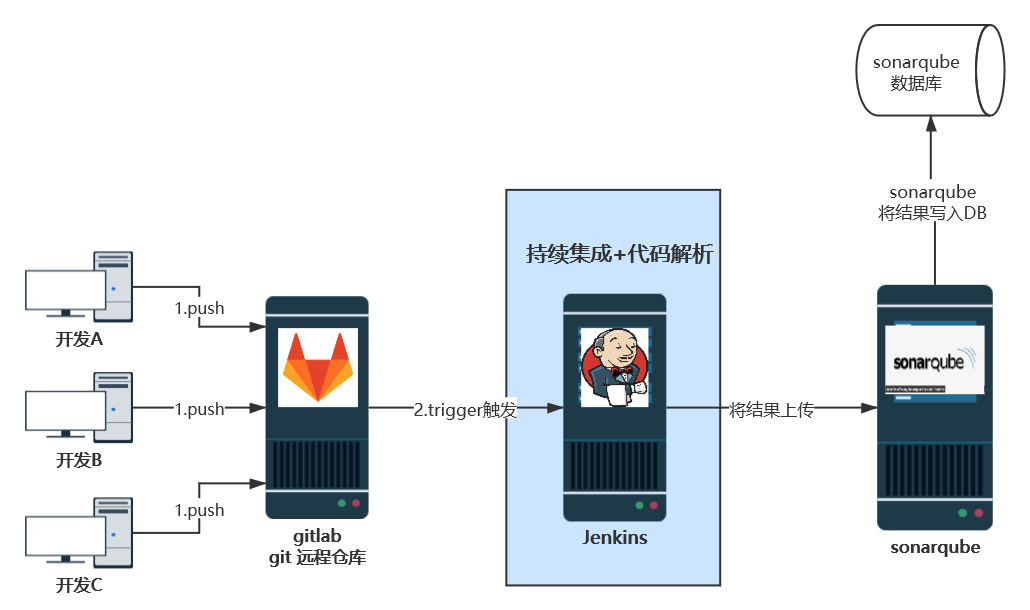 sonarqube
数据库
sonarqube
将结果写入DB
持续集成+代码解析
开发A
1.push
开发B
1.push
开发C
1.push
gitlab
git 远程仓库
2.trigger触发
Jenkins
将结果上传
sonarqube
sonarqube